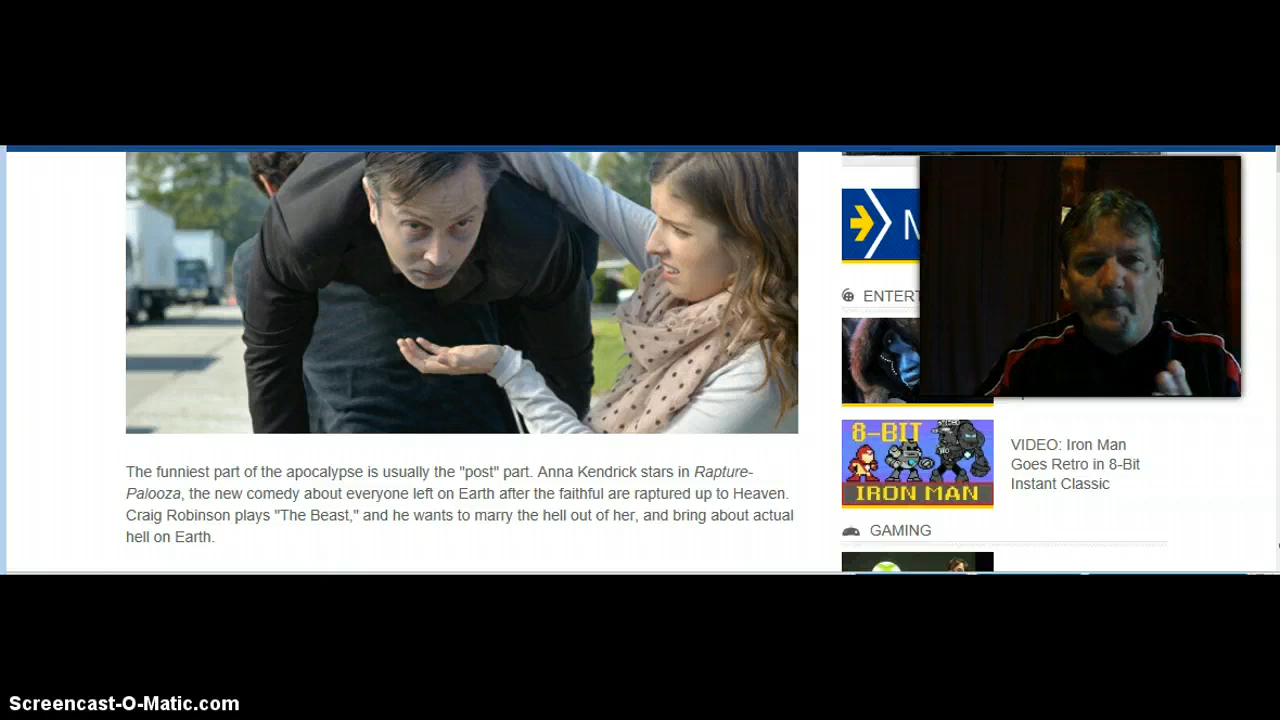 The funniest part of the apocalypse is usually the "post" part. Anna Kendrick stars in Rapture-
Palooza, the new comedy about everyone left on Earth after the faithful are raptured up to Heaven.
Craig Robinson plays "The Beast," and he wants to marry the hell out of her, and bring about actual
hell on Earth.
8-BIT
IRON MAN
VIDEO: Iron Man
Goes Retro in 8-Bit
Instant Classic
GAMING
Screencast-O-Matic.com